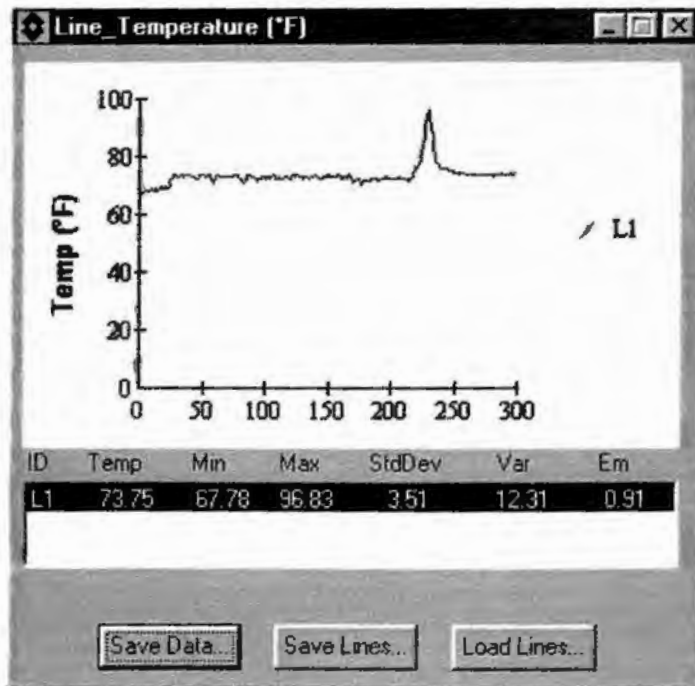 Line_Temperature (°F)
100
80
60
40
20
0
Temp (°F)
0 50 100 150 200 250 300
L1
ID Temp Min Max StdDev Var Em
L1 73.75 67.78 96.83 3.51 12.31 0.91
Save Data... Save Lines... Load Lines...